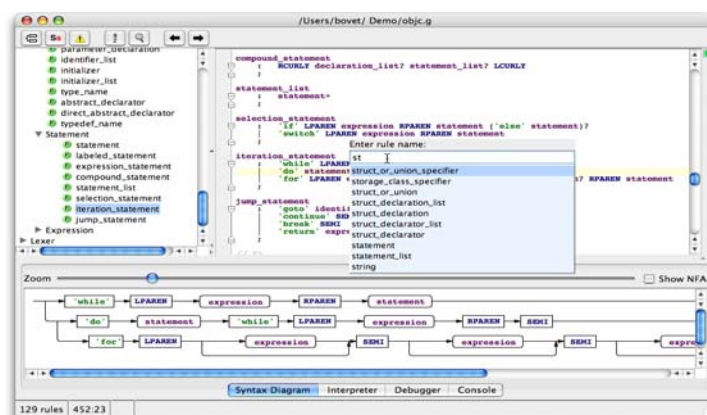 /Users/bovet/ Demo/objc.g
parameter_declaration
identifier_list
initializer
initializer_list
type_name
abstract_declarator
direct_abstract_declarator
typedef_name
Statement
statement
labeled_statement
expression_statement
compound_statement
statement_list
selection_statement
iteration_statement
jump_statement
Expression
Lexer
compound_statement
: RCURLY declaration_list? statement_list? LCURLY
;
statement_list
: statement+
;
selection_statement
: 'if' LPAREN expression RPAREN statement ('else' statement)?
| 'switch' LPAREN expression RPAREN statement
;
iteration_statement
: 'while' LPAREN
| 'do' statement
| 'for' LPAREN ? RPAREN statement
;
jump_statement
: 'goto'
| 'continue'
| 'break' SEMI
| 'return'
;
Enter rule name:
st
struct_or_union_specifier
storage_class_specifier
struct_or_union
struct_declaration_list
struct_declaration
struct_declarator_list
struct_declarator
statement
statement_list
string
Zoom
Show NFA
'while' LPAREN expression RPAREN statement
'do' statement 'while' LPAREN expression RPAREN SEMI
'for' LPAREN expression SEMI expression SEMI
Syntax Diagram Interpreter Debugger Console
129 rules 452:23